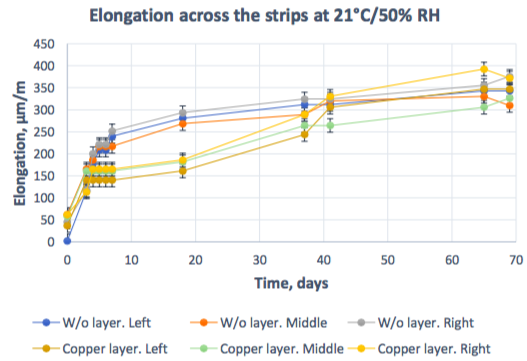 Elongation across the strips at 21°C/50% RH
Elongation, µm/m
450
400
350
300
250
200
150
100
50
0
0 10 20 30 40 50 60 70
Time, days
W/o layer. Left W/o layer. Middle W/o layer. Right
Copper layer. Left Copper layer. Middle Copper layer. Right